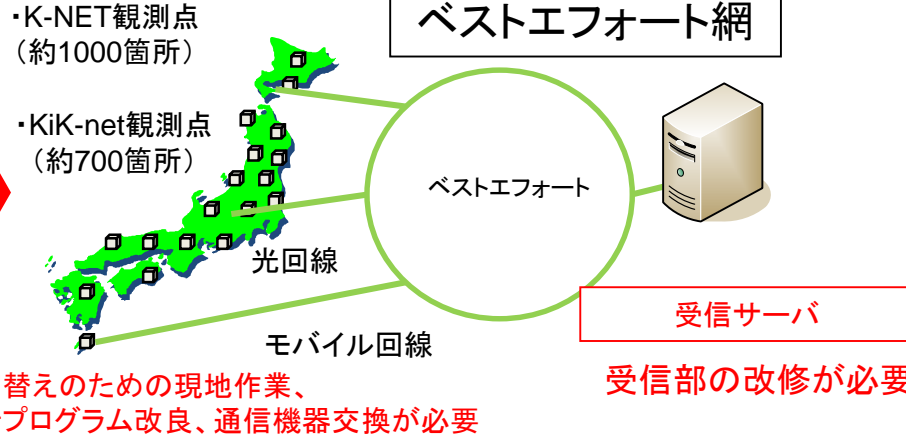 ・K-NET観測点
（約1000箇所）
ベストエフォート網
・KiK-net観測点
（約700箇所）
ベストエフォート
光回線
モバイル回線
受信サーバ
替えのための現地作業、
プログラム改良、通信機器交換が必要
受信部の改修が必要